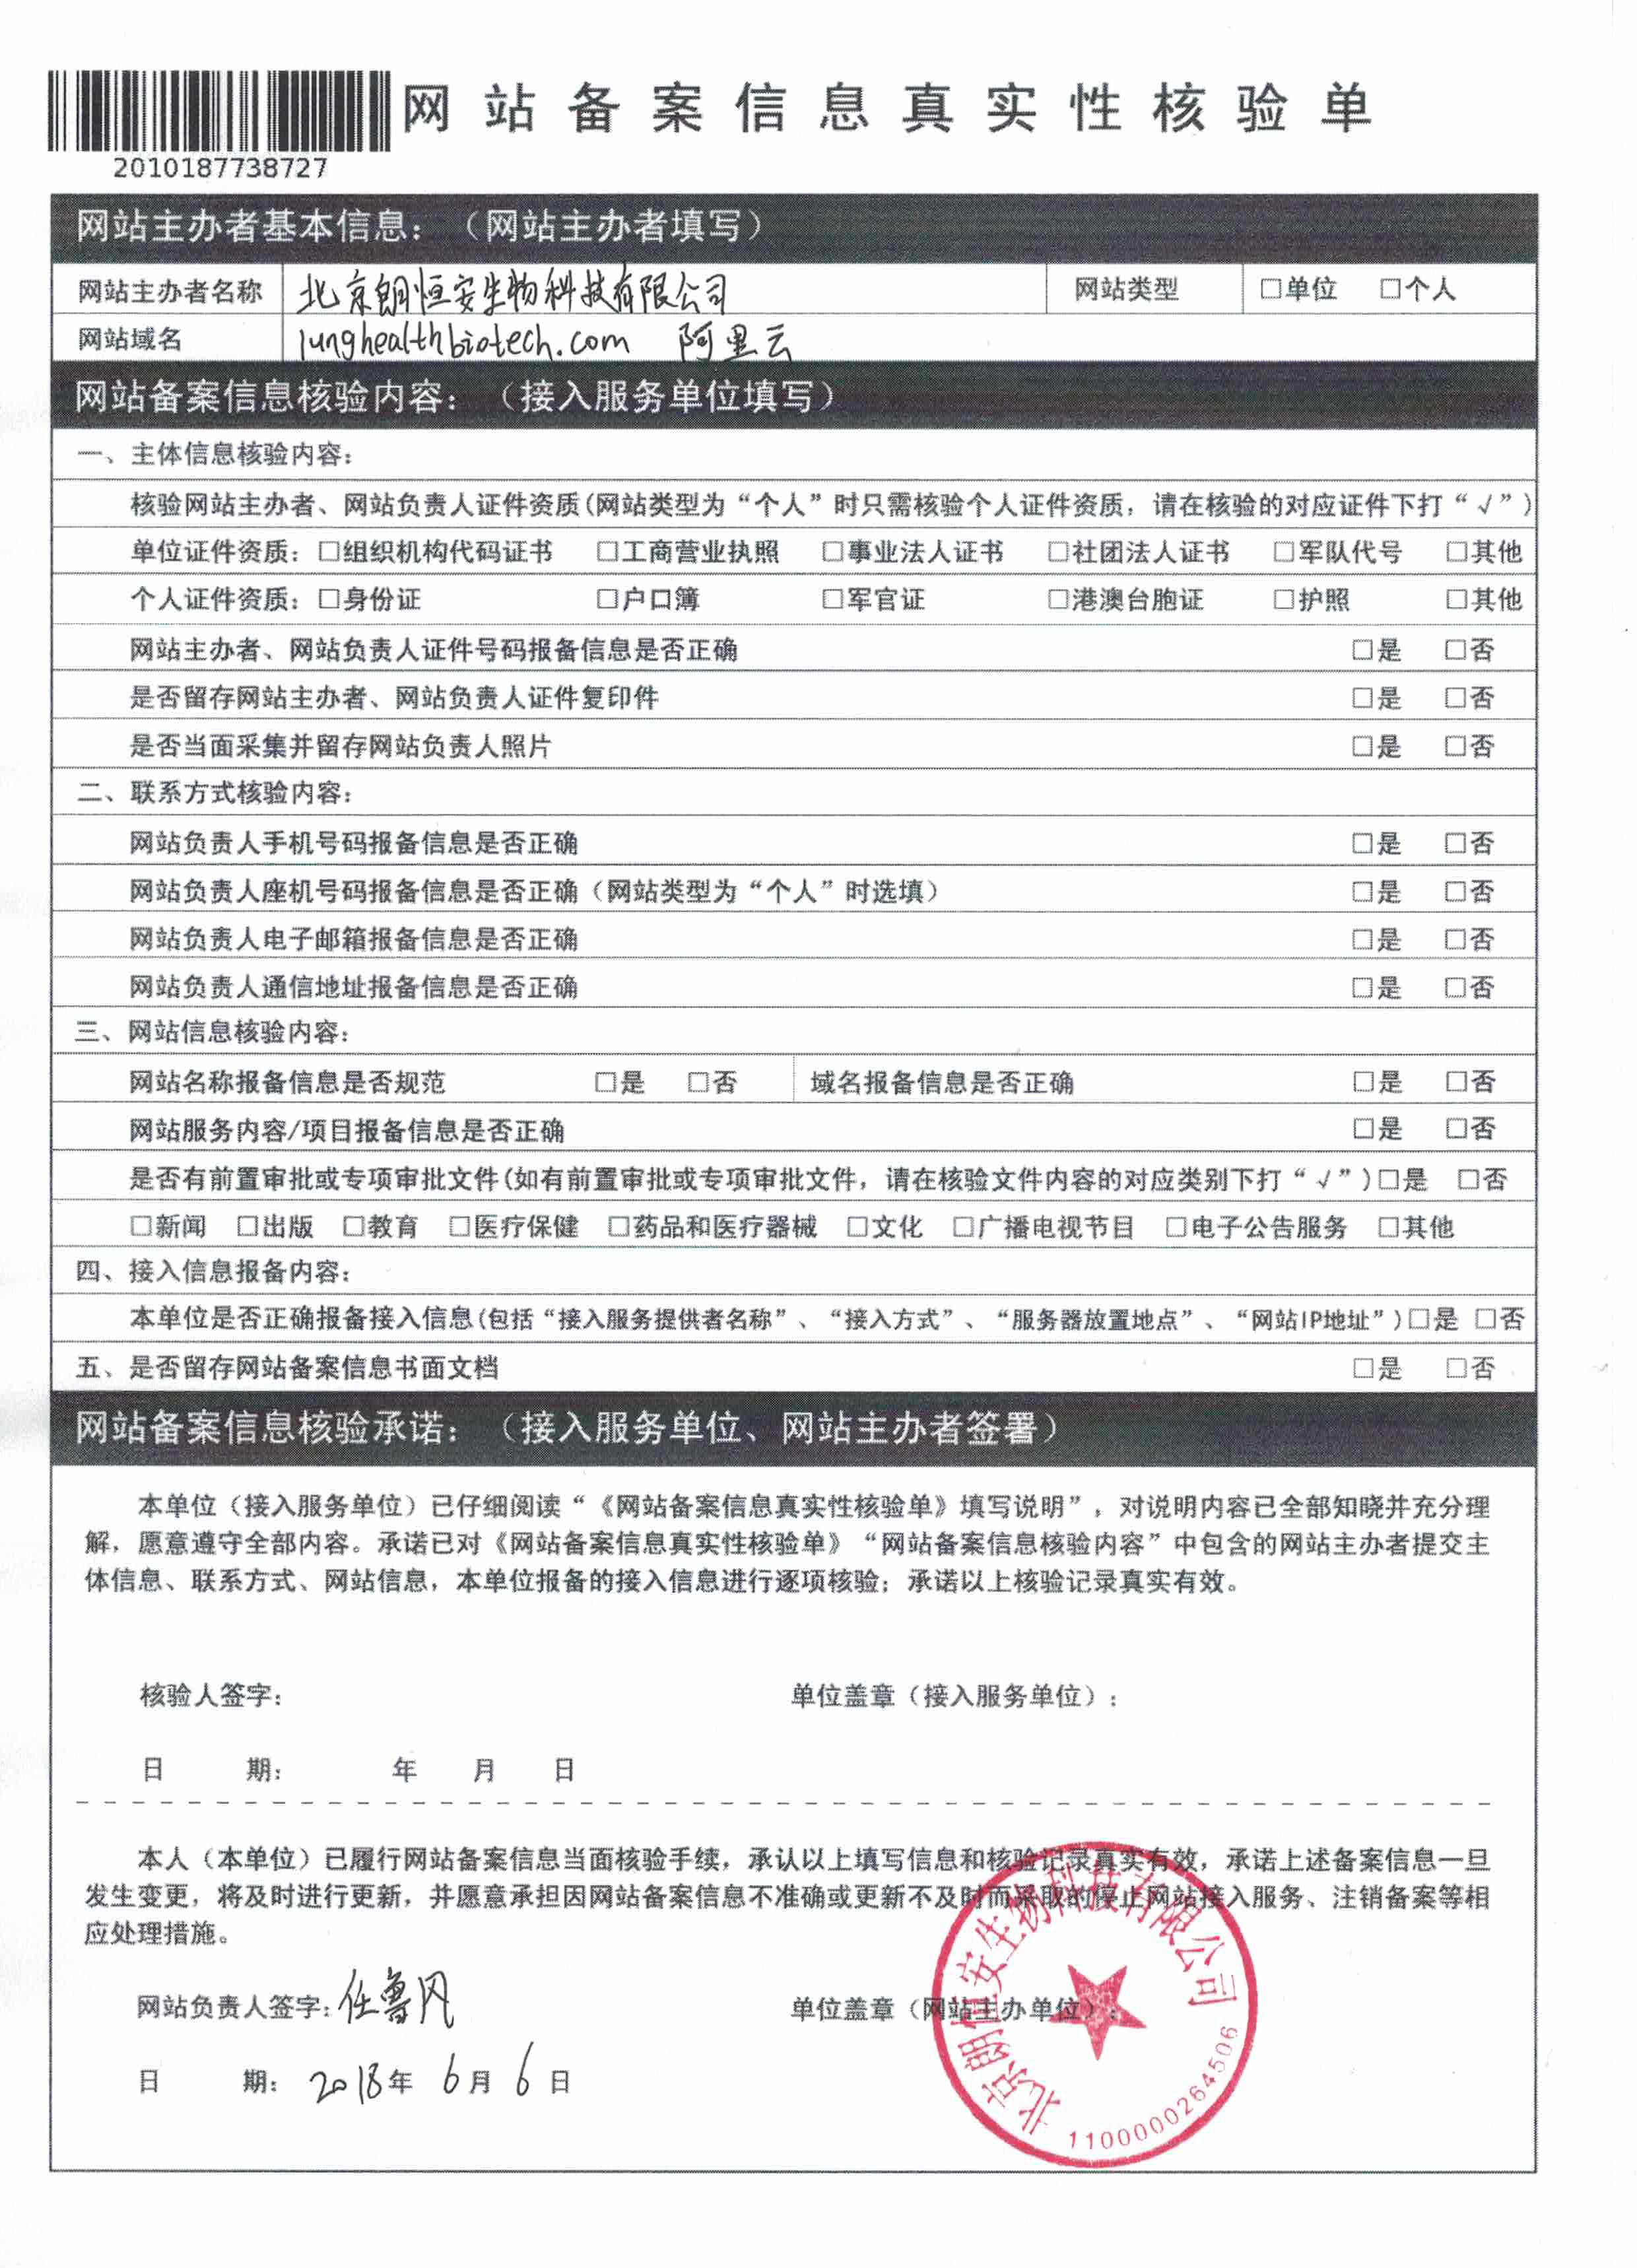 网站备案信息真实性核验单
2010187738727
网站主办者基本信息：（网站主办者填写）
网站主办者名称 北京朗恒安生物科技有限公司 网站类型 □单位 □个人
网站域名 lunghealthbiotech.com 阿里云
网站备案信息核验内容：（接入服务单位填写）
一、主体信息核验内容：
核验网站主办者、网站负责人证件资质(网站类型为“个人”时只需核验个人证件资质，请在核验的对应证件下打“√”)
单位证件资质：□组织机构代码证书 □工商营业执照 □事业法人证书 □社团法人证书 □军队代号 □其他
个人证件资质：□身份证 □户口簿 □军官证 □港澳台胞证 □护照 □其他
网站主办者、网站负责人证件号码报备信息是否正确 □是 □否
是否留存网站主办者、网站负责人证件复印件 □是 □否
是否当面采集并留存网站负责人照片 □是 □否
二、联系方式核验内容：
网站负责人手机号码报备信息是否正确 □是 □否
网站负责人座机号码报备信息是否正确（网站类型为“个人”时选填） □是 □否
网站负责人电子邮箱报备信息是否正确 □是 □否
网站负责人通信地址报备信息是否正确 □是 □否
三、网站信息核验内容：
网站名称报备信息是否规范 □是 □否 域名报备信息是否正确 □是 □否
网站服务内容/项目报备信息是否正确 □是 □否
是否有前置审批或专项审批文件(如有前置审批或专项审批文件，请在核验文件内容的对应类别下打“√”)□是 □否
□新闻 □出版 □教育 □医疗保健 □药品和医疗器械 □文化 □广播电视节目 □电子公告服务 □其他
四、接入信息报备内容：
本单位是否正确报备接入信息(包括“接入服务提供者名称”、“接入方式”、“服务器放置地点”、“网站IP地址”)□是 □否
五、是否留存网站备案信息书面文档 □是 □否
网站备案信息核验承诺：（接入服务单位、网站主办者签署）
本单位（接入服务单位）已仔细阅读“《网站备案信息真实性核验单》填写说明”，对说明内容已全部知晓并充分理
解，愿意遵守全部内容。承诺已对《网站备案信息真实性核验单》“网站备案信息核验内容”中包含的网站主办者提交主
体信息、联系方式、网站信息，本单位报备的接入信息进行逐项核验；承诺以上核验记录真实有效。
核验人签字： 单位盖章（接入服务单位）：
日 期： 年 月 日
本人（本单位）已履行网站备案信息当面核验手续，承认以上填写信息和核验记录真实有效，承诺上述备案信息一旦
发生变更，将及时进行更新，并愿意承担因网站备案信息不准确或更新不及时而采取的停止网站接入服务、注销备案等相
应处理措施。
网站负责人签字：任鲁风 单位盖章（网站主办单位）：
日 期：2018年 6月 6日
北京朗恒安生物科技有限公司
1100000264506